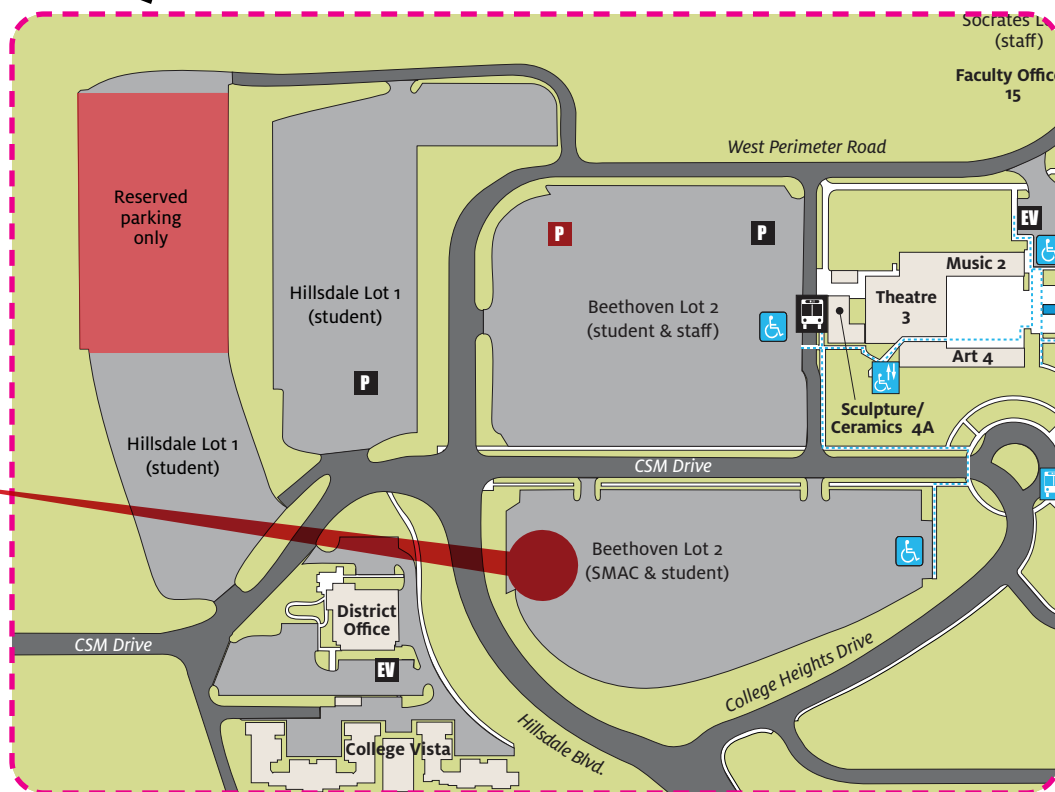 Socrates L
(staff)
Faculty Offic
15
West Perimeter Road
Reserved
parking
only
P
P
EV
Music 2
Hillsdale Lot 1
(student)
Beethoven Lot 2
(student & staff)
Theatre
3
Art 4
P
Sculpture/
Ceramics 4A
Hillsdale Lot 1
(student)
CSM Drive
Beethoven Lot 2
(SMAC & student)
District
Office
CSM Drive
EV
College Heights Drive
Hillsdale Blvd.
College Vista